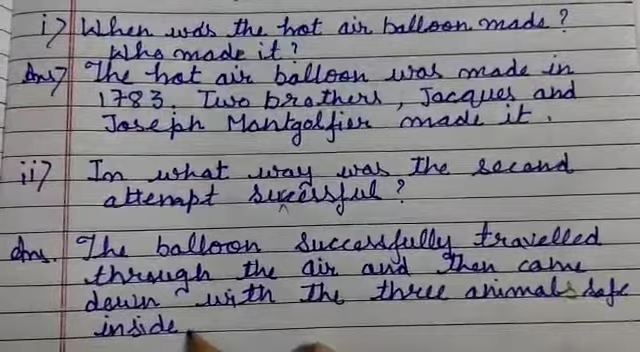 i) When was the hot air balloon made?
Who made it?
Ans) The hot air balloon was made in
1783. Two brothers, Jacques and
Joseph Mantgolfier made it.
ii) In what way was the second
attempt successful?
Ans. The balloon successfully travelled
through the air and then came
down with the three animals safe
inside.